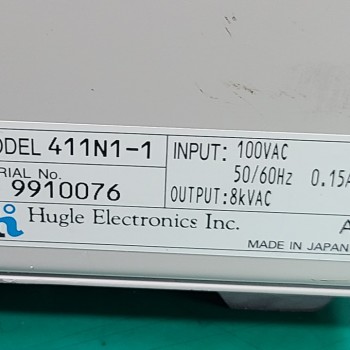 ODEL 411N1-1
RIAL No.
9910076
INPUT: 100VAC
50/60Hz 0.15A
OUTPUT:8kVAC
Hugle Electronics Inc.
A
MADE IN JAPAN